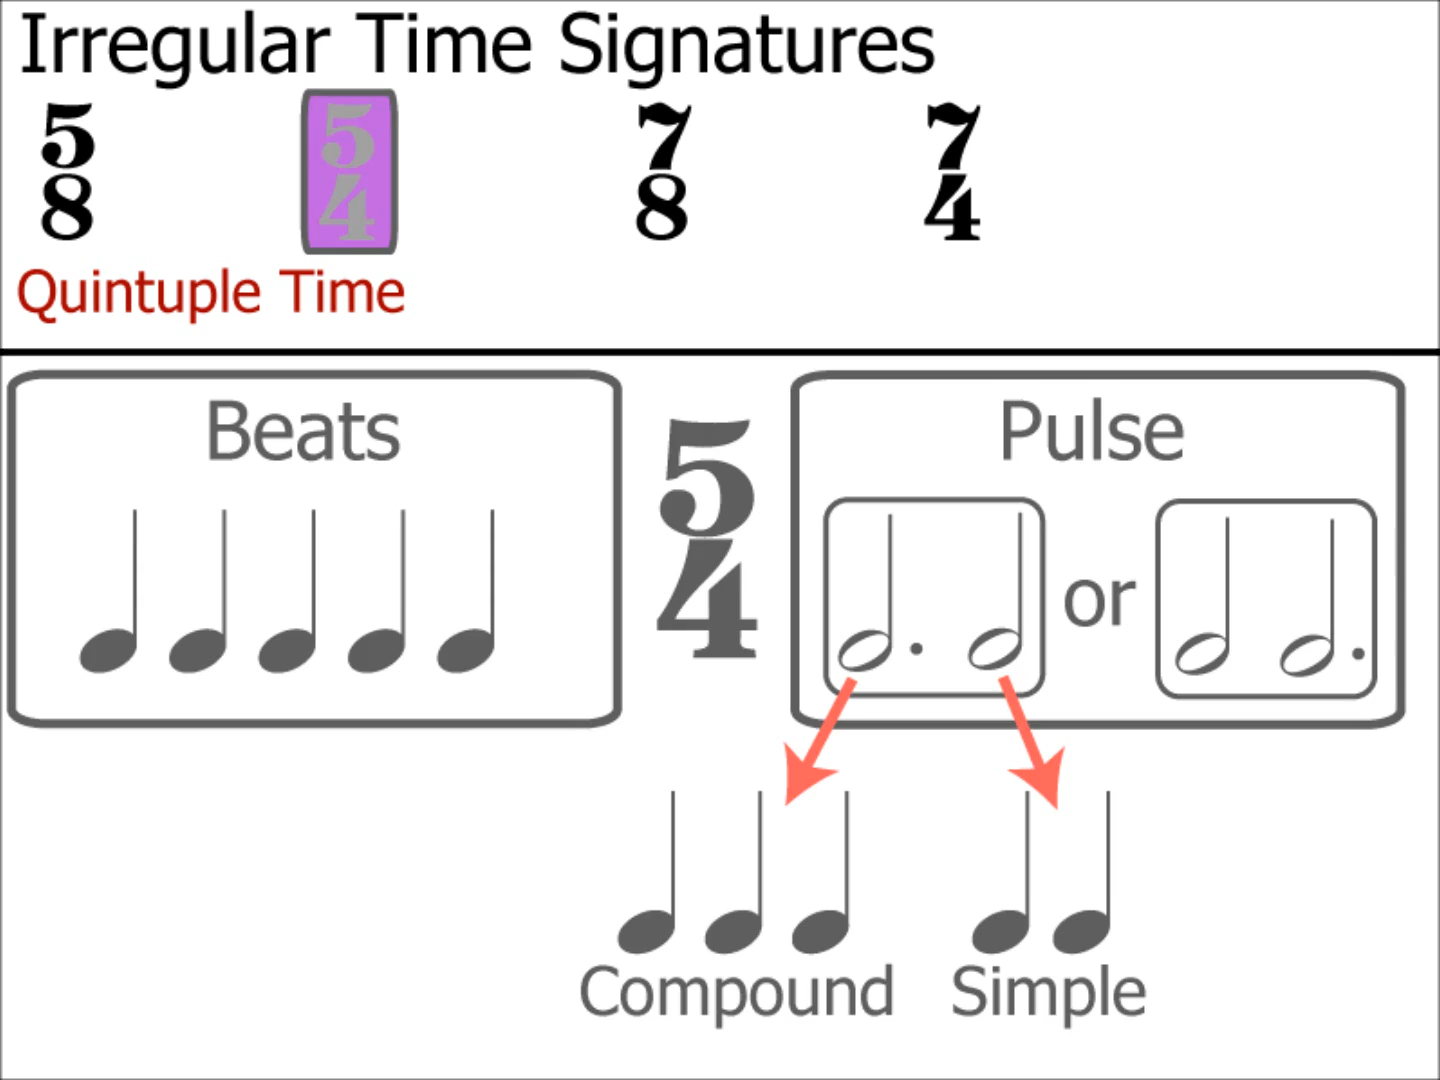 Irregular Time Signatures
5 5 7 7
8 4 8 4
Quintuple Time
Beats
5
4
Pulse
or
Compound Simple